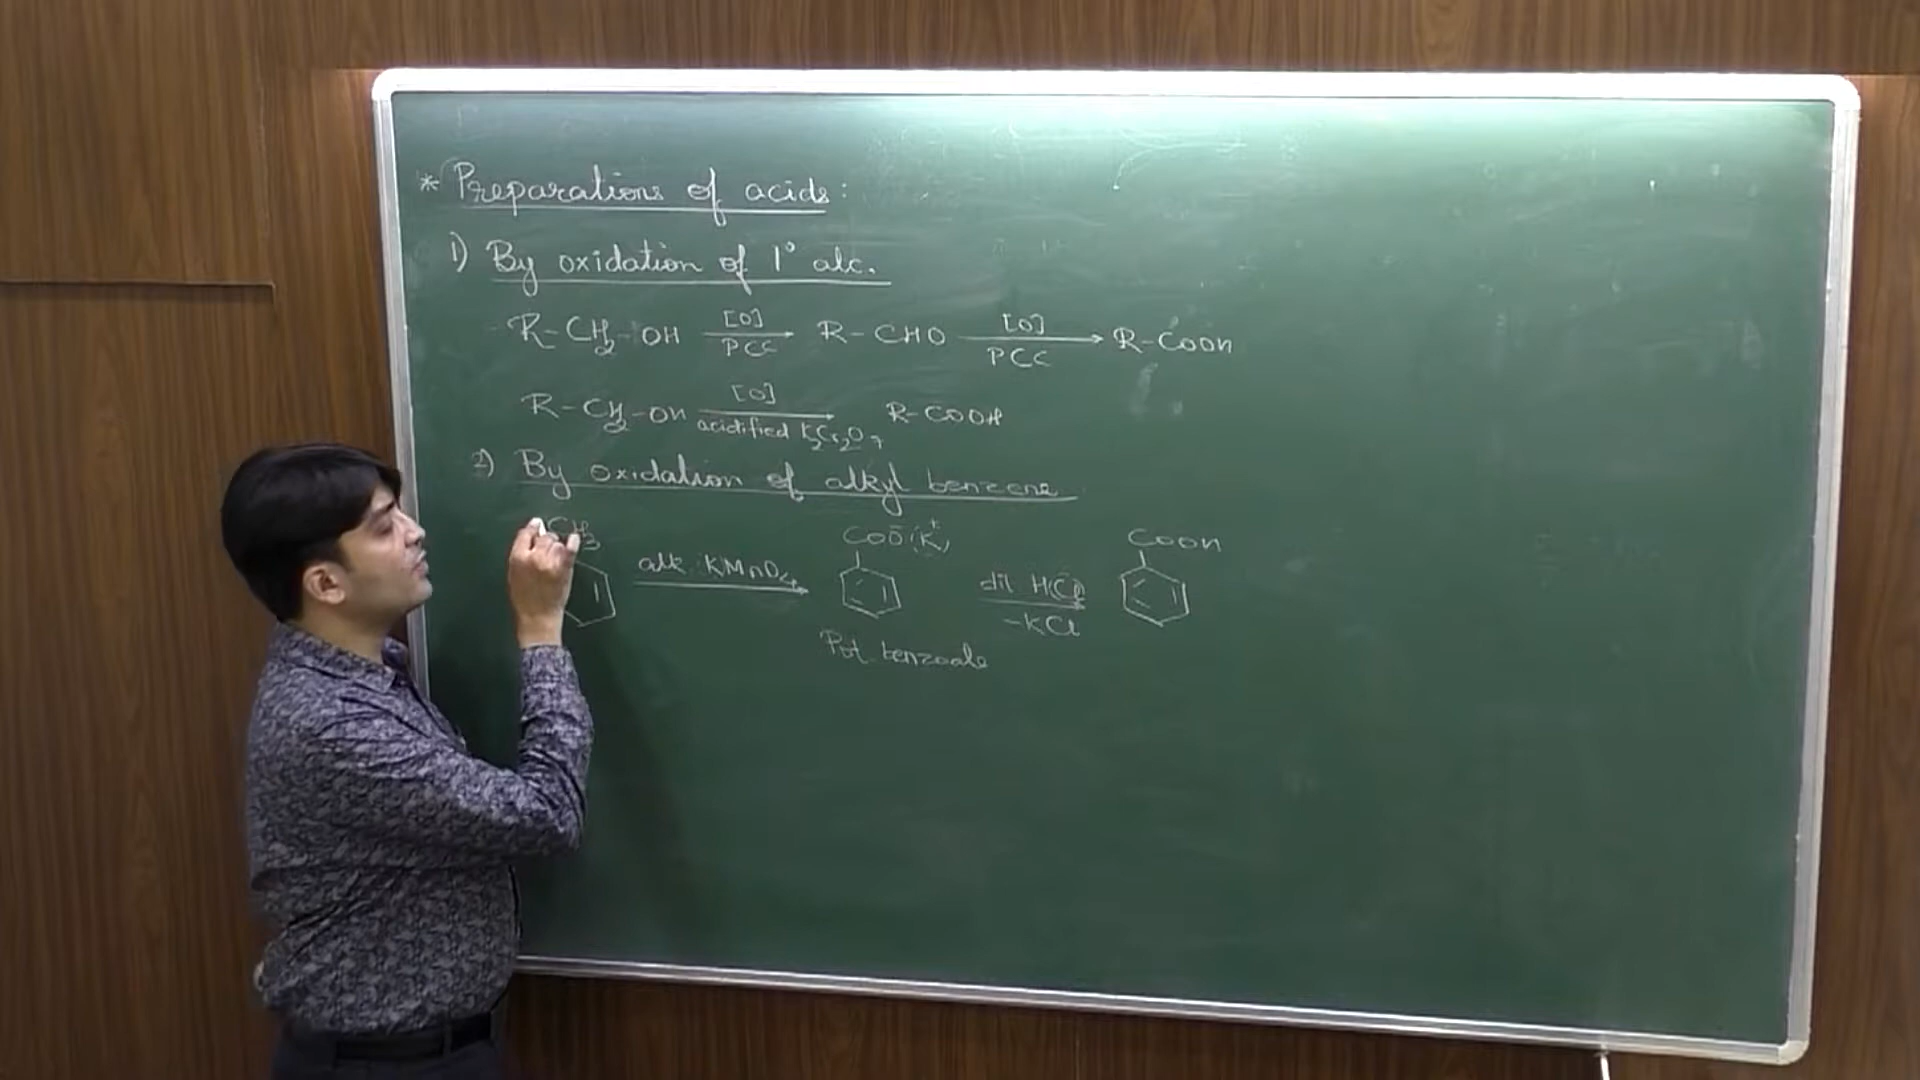 * Preparations of acids:
1) By oxidation of 1° alc.
R-CH2-OH [O] PCC R-CHO [O] PCC R-COOH
R-CH2-OH [O] acidified K2Cr2O7 R-COOH
2) By oxidation of alkyl benzene
CH3 alk. KMnO4 COO⁻(K⁺) dil HCl -KCl COOH
Pot. benzoate